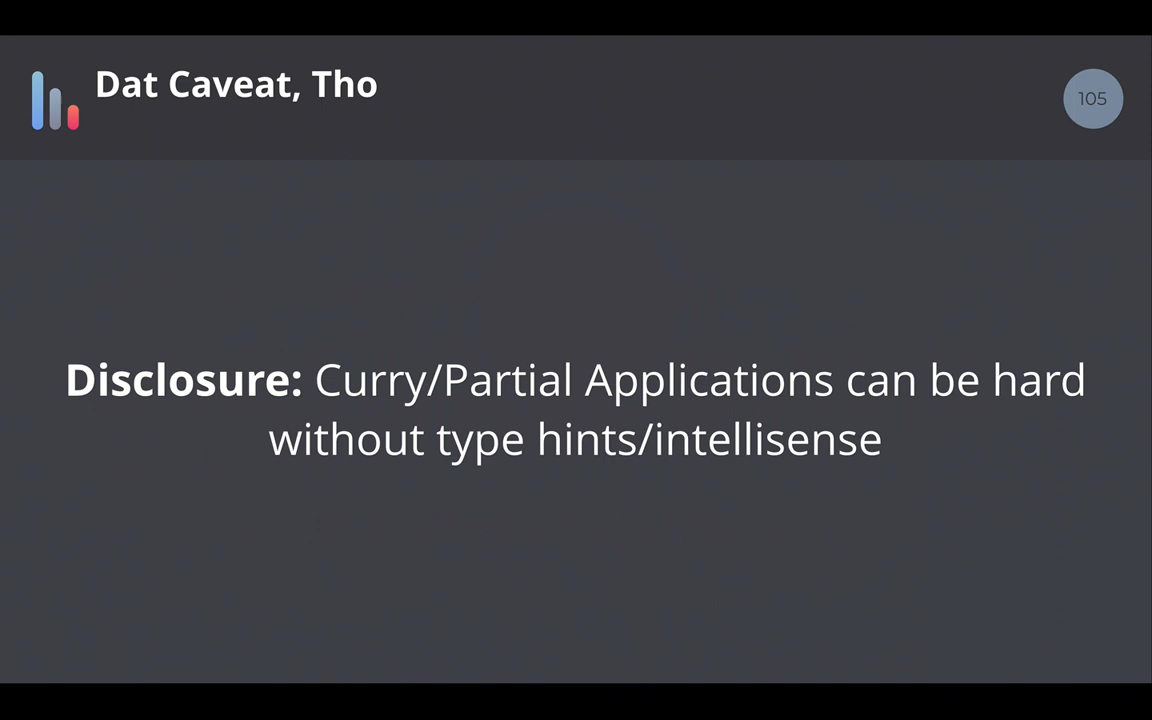 Dat Caveat, Tho
105
Disclosure: Curry/Partial Applications can be hard
without type hints/intellisense